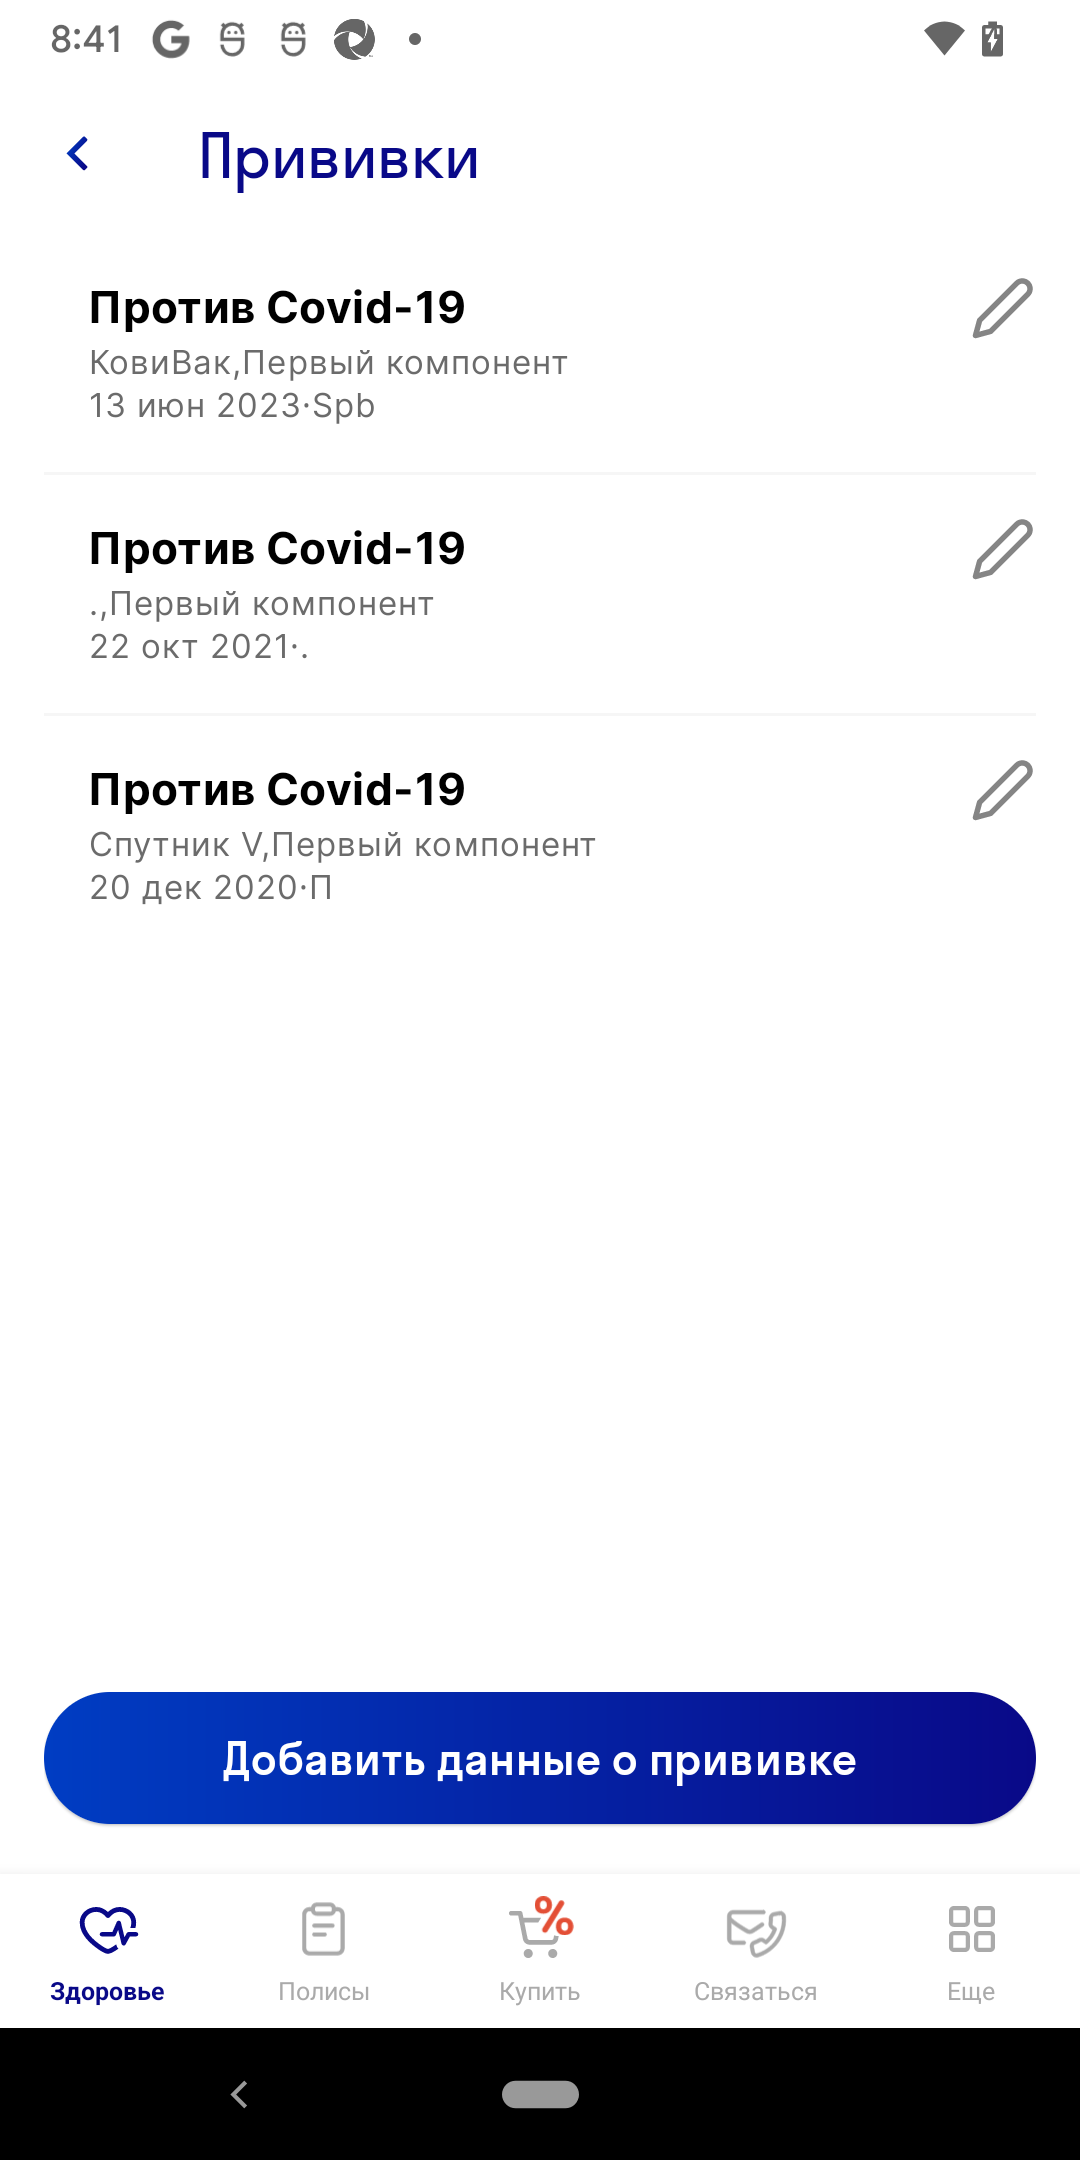 8:41
Прививки
Против Covid-19
КовиВак,Первый компонент
13 июн 2023·Spb
Против Covid-19
.,Первый компонент
22 окт 2021·.
Против Covid-19
Спутник V,Первый компонент
20 дек 2020·П
Добавить данные о прививке
Здоровье
Полисы
Купить
Связаться
Еще